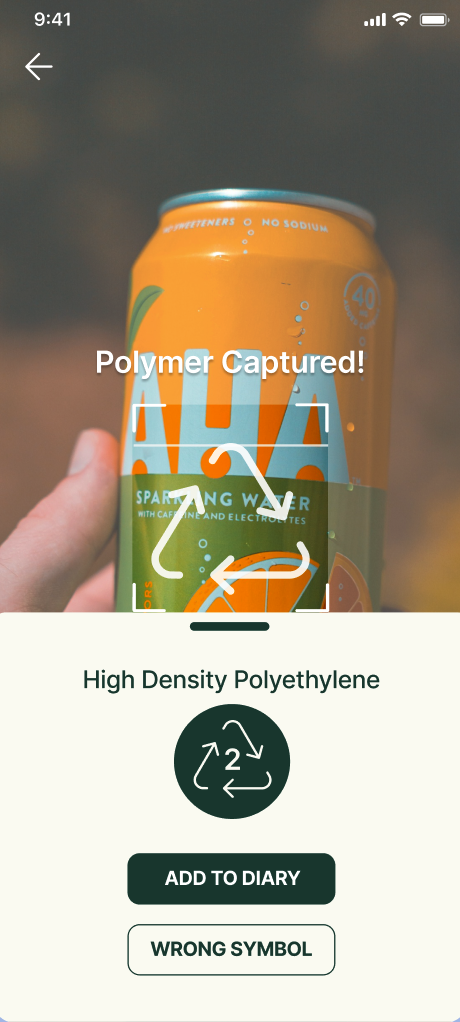 9:41
NO SWEETENERS NO SODIUM
40
Polymer Captured!
AHA
SPARKLING WATER
WITH CAFFEINE AND ELECTROLYTES
ORS
High Density Polyethylene
2
ADD TO DIARY
WRONG SYMBOL